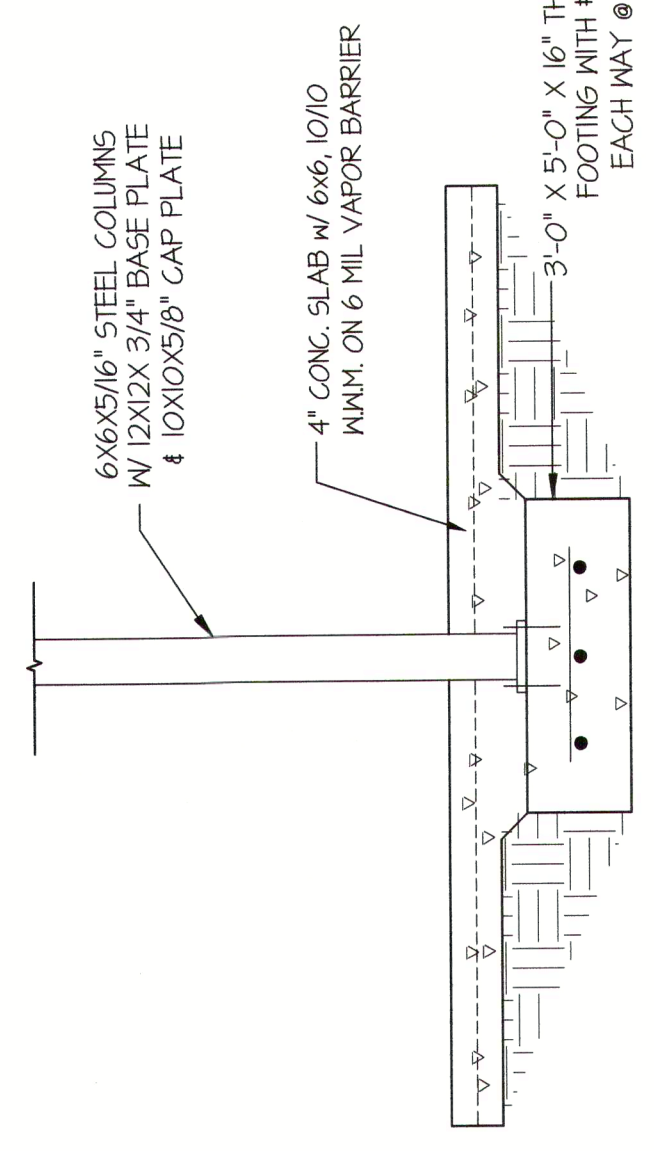 6X6X5/16" STEEL COLUMNS
W/ 12X12X 3/4" BASE PLATE
& 10X10X5/8" CAP PLATE
4" CONC. SLAB W/ 6x6, 10/10
W.W.M. ON 6 MIL VAPOR BARRIER
3'-0" X 5'-0" X 16"
FOOTING WITH #
EACH WAY @